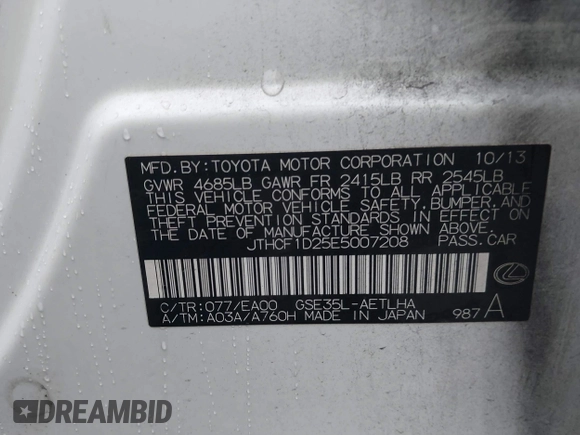 MFD.BY:TOYOTA MOTOR CORPORATION 10/13
GVWR 4685LB GAWR FR 2415LB RR 2545LB
THIS VEHICLE CONFORMS TO ALL APPLICABLE
FEDERAL MOTOR VEHICLE SAFETY,BUMPER,AND
THEFT PREVENTION STANDARDS IN EFFECT ON
THE DATE OF MANUFACTURE SHOWN ABOVE.
JTHCF1D25E5007208 PASS.CAR
C/TR:077/EA00 GSE35L-AETLHA
A/TM:A03A/A760H MADE IN JAPAN 987 A
DREAMBID